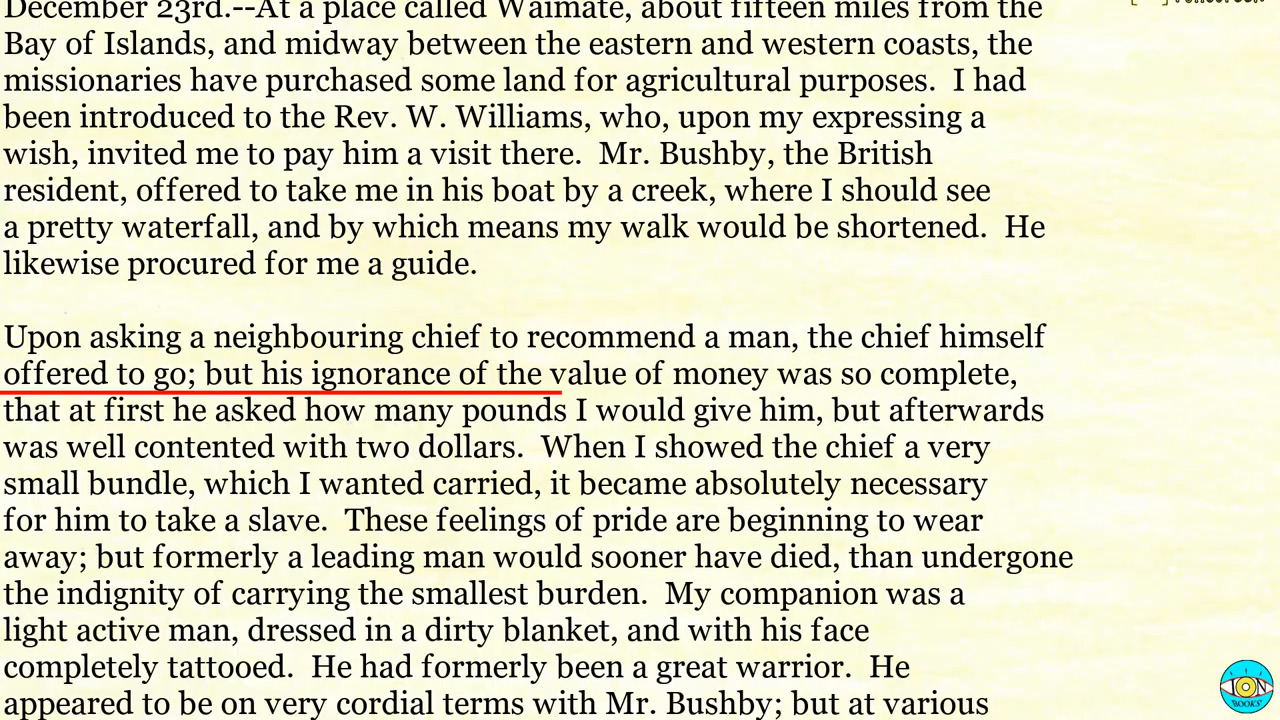 December 23rd.--At a place called Waimate, about fifteen miles from the
Bay of Islands, and midway between the eastern and western coasts, the
missionaries have purchased some land for agricultural purposes.  I had
been introduced to the Rev. W. Williams, who, upon my expressing a
wish, invited me to pay him a visit there.  Mr. Bushby, the British
resident, offered to take me in his boat by a creek, where I should see
a pretty waterfall, and by which means my walk would be shortened.  He
likewise procured for me a guide.
Upon asking a neighbouring chief to recommend a man, the chief himself
offered to go; but his ignorance of the value of money was so complete,
that at first he asked how many pounds I would give him, but afterwards
was well contented with two dollars.  When I showed the chief a very
small bundle, which I wanted carried, it became absolutely necessary
for him to take a slave.  These feelings of pride are beginning to wear
away; but formerly a leading man would sooner have died, than undergone
the indignity of carrying the smallest burden.  My companion was a
light active man, dressed in a dirty blanket, and with his face
completely tattooed.  He had formerly been a great warrior.  He
appeared to be on very cordial terms with Mr. Bushby; but at various
ION
BOOKS